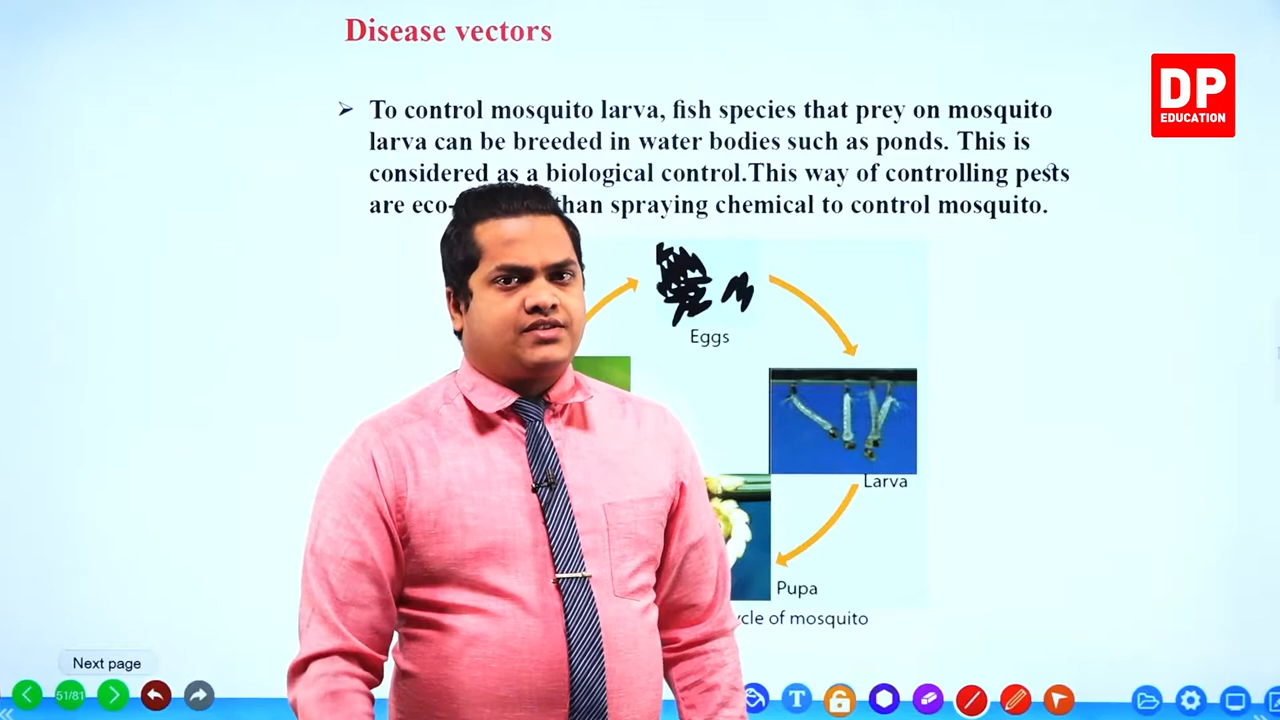 Disease vectors
DP
EDUCATION
➢ To control mosquito larva, fish species that prey on mosquito
larva can be breeded in water bodies such as ponds. This is
considered as a biological control.This way of controlling pests
are eco- than spraying chemical to control mosquito.
Eggs
Larva
Pupa
ycle of mosquito
Next page
51/81
T